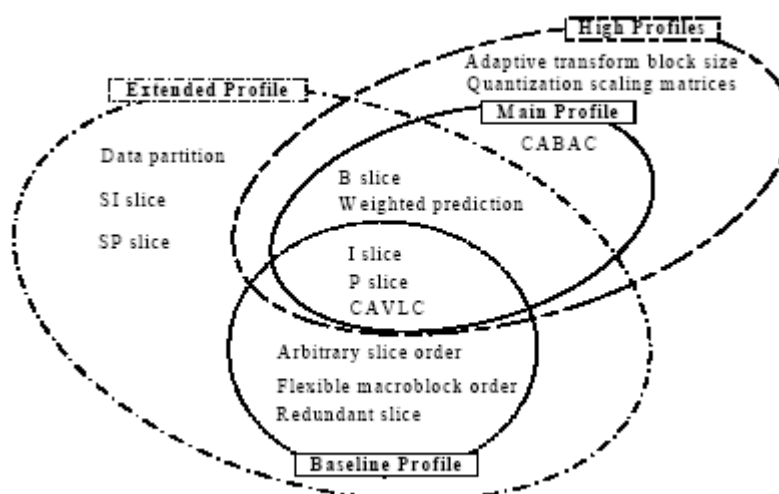 High Profiles
Adaptive transform block size
Quantization scaling matrices
Extended Profile
Main Profile
CABAC
Data partition
B slice
SI slice
Weighted prediction
SP slice
I slice
P slice
CAVLC
Arbitrary slice order
Flexible macroblock order
Redundant slice
Baseline Profile